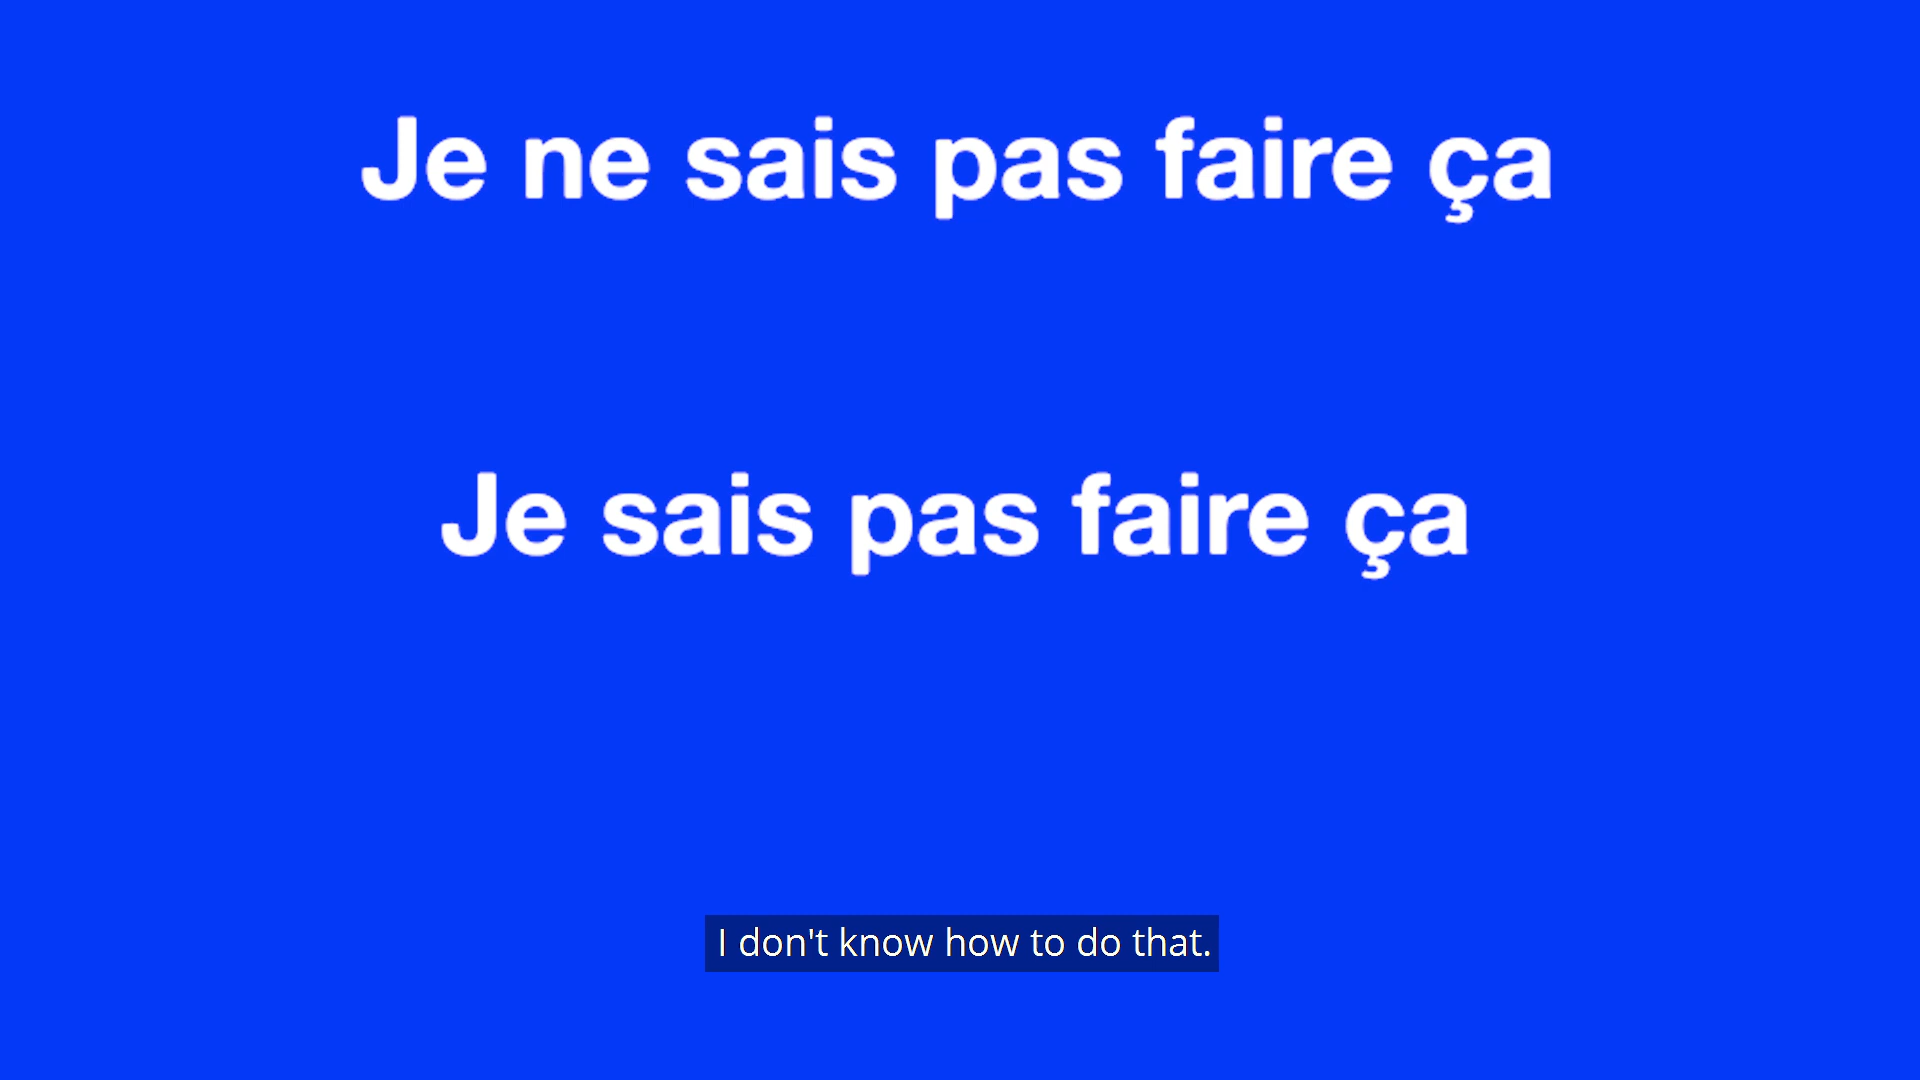 Je ne sais pas faire ça
Je sais pas faire ça
I don't know how to do that.